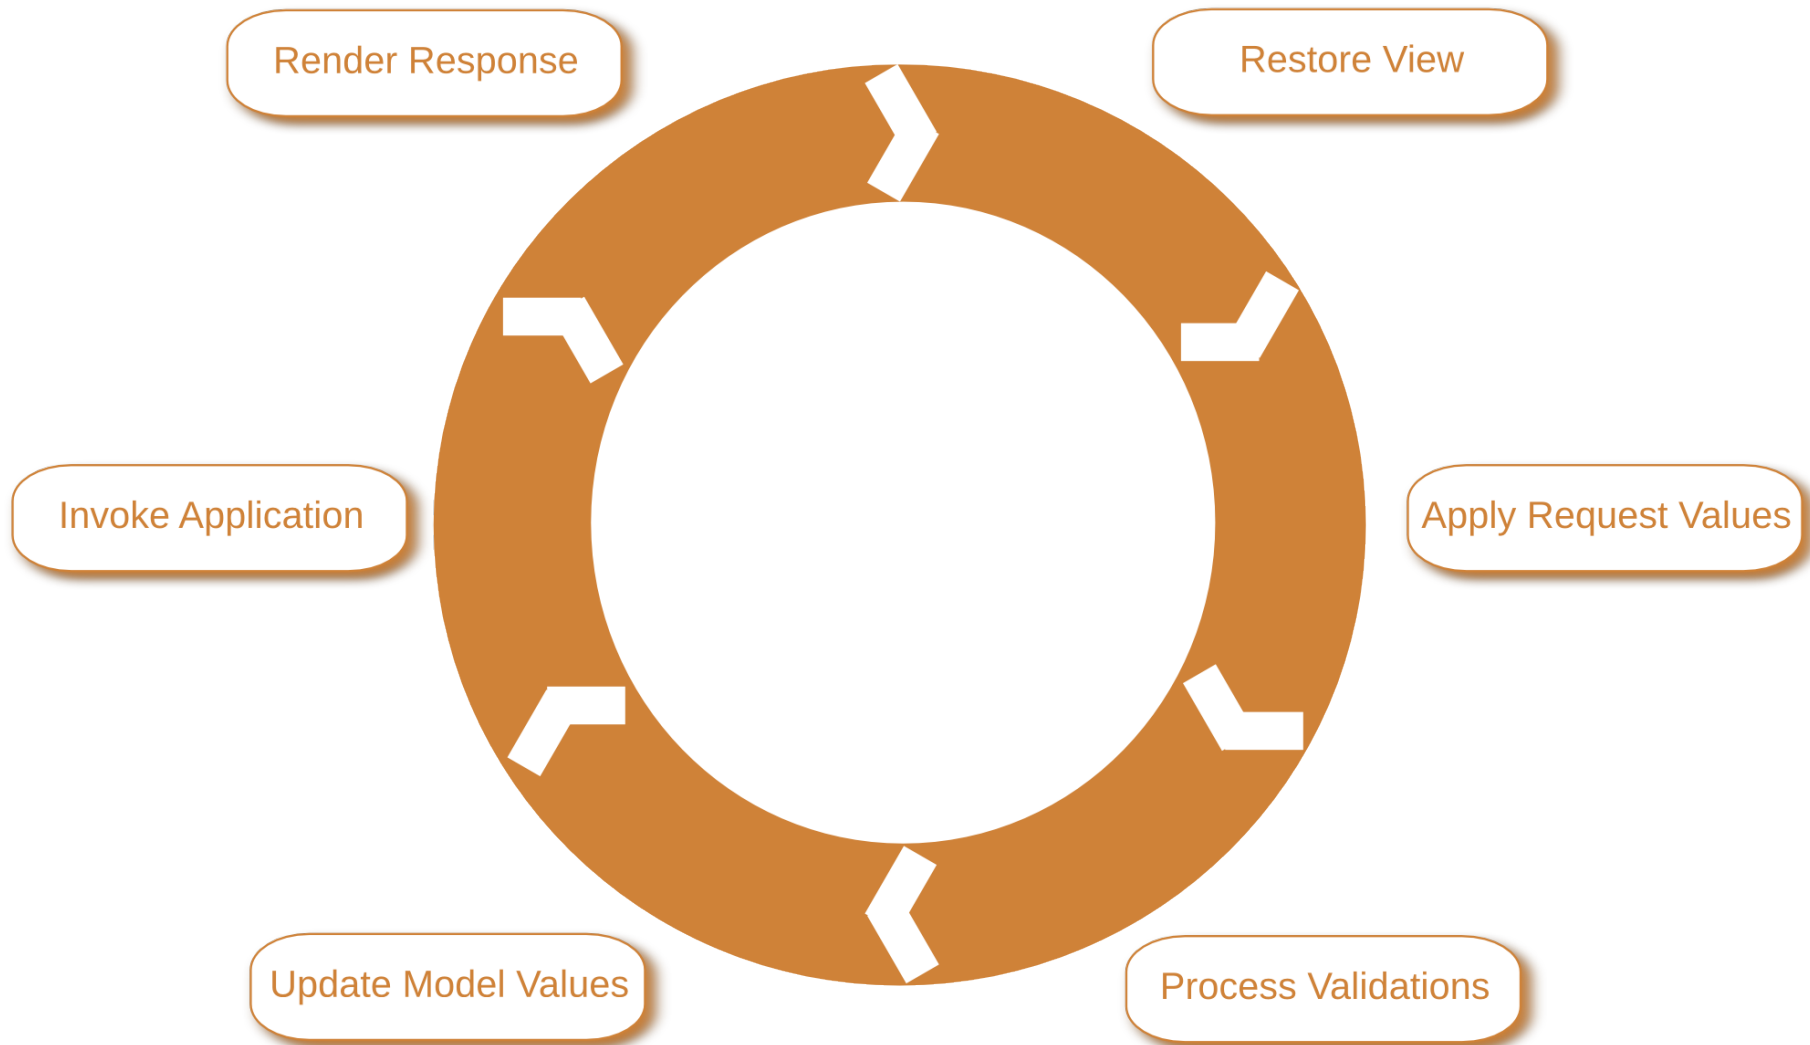 Render Response
Restore View
Invoke Application
Apply Request Values
Update Model Values
Process Validations